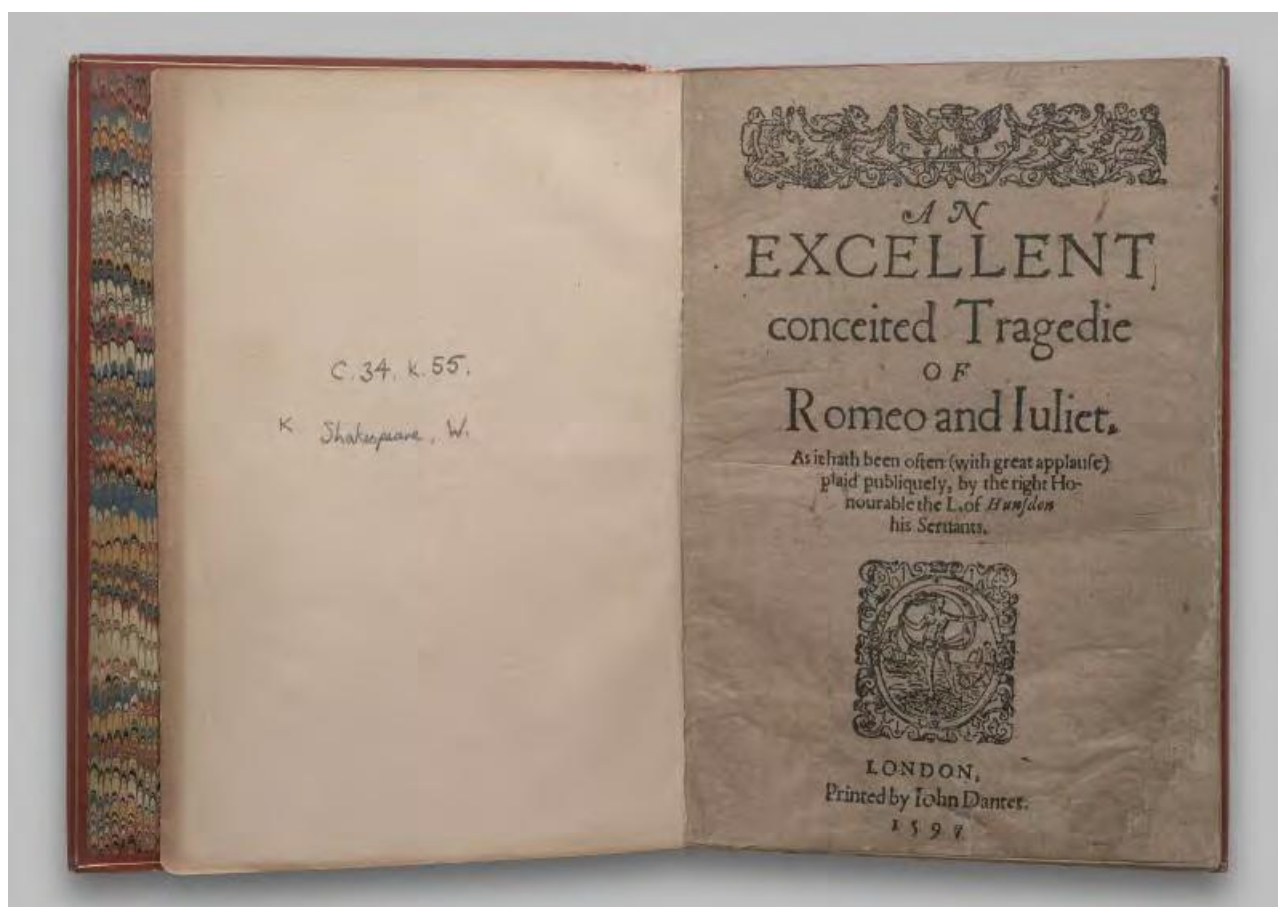 C.34. k.55.
K Shakespeare, W.
AN
EXCELLENT
conceited Tragedie
OF
Romeo and Iuliet.
As it hath been often (with great applauſe)
plaid publiquely, by the right Ho-
nourable the L. of Hunſdon
his Seruants.
LONDON,
Printed by Iohn Danter.
1597